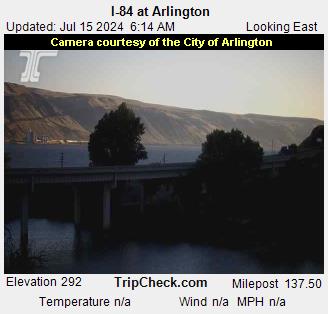 I-84 at Arlington
Updated: Jul 15 2024 6:14 AM Looking East
Camera courtesy of the City of Arlington
Elevation 292 TripCheck.com Milepost 137.50
Temperature n/a Wind n/a MPH n/a